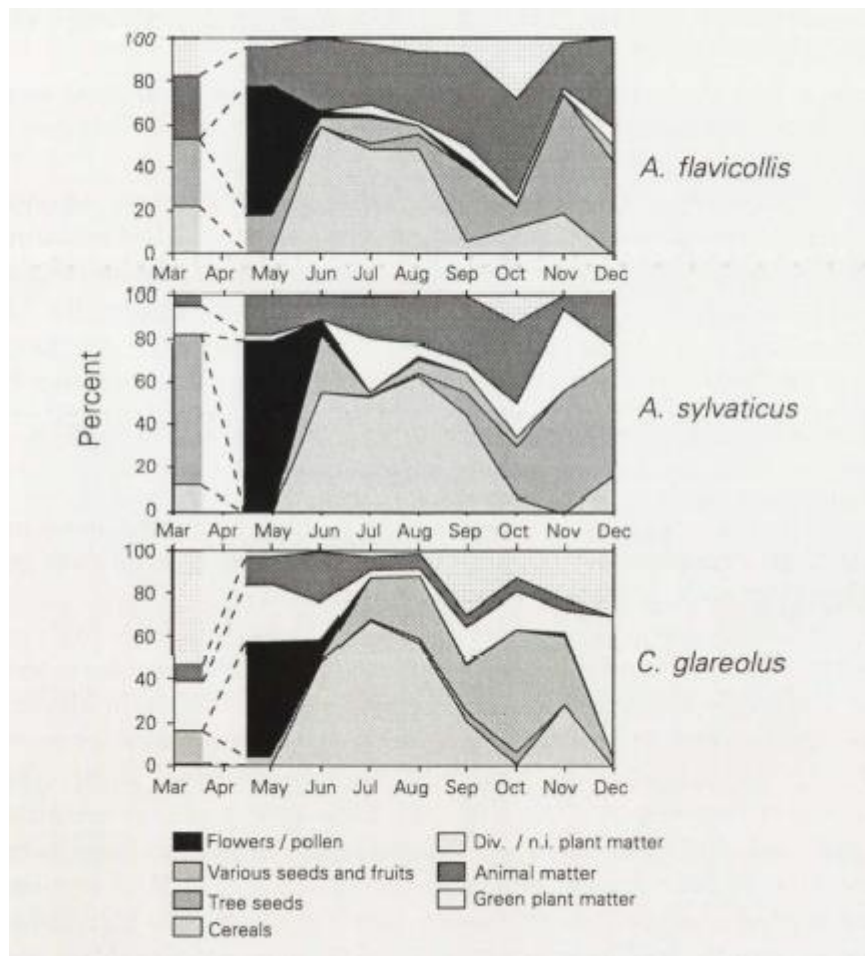 100
80
60
40
20
0
Mar Apr May Jun Jul Aug Sep Oct Nov Dec
A. flavicollis
100
80
60
40
20
0
Mar Apr May Jun Jul Aug Sep Oct Nov Dec
A. sylvaticus
Percent
100
80
60
40
20
0
Mar Apr May Jun Jul Aug Sep Oct Nov Dec
C. glareolus
Flowers / pollen
Various seeds and fruits
Tree seeds
Cereals
Div. / n.i. plant matter
Animal matter
Green plant matter